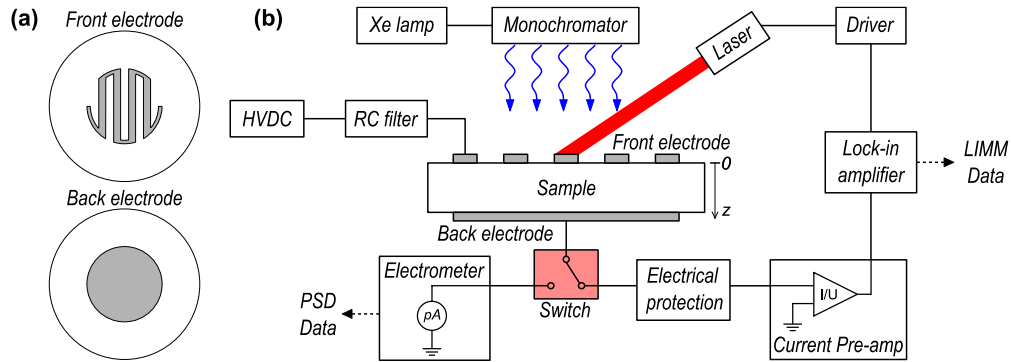 (a)
Front electrode
Back electrode
(b)
Xe lamp
Monochromator
Laser
Driver
HVDC
RC filter
Front electrode
0
Sample
z
Lock-in
amplifier
LIMM
Data
Back electrode
Electrometer
pA
PSD
Data
Switch
Electrical
protection
I/U
Current Pre-amp